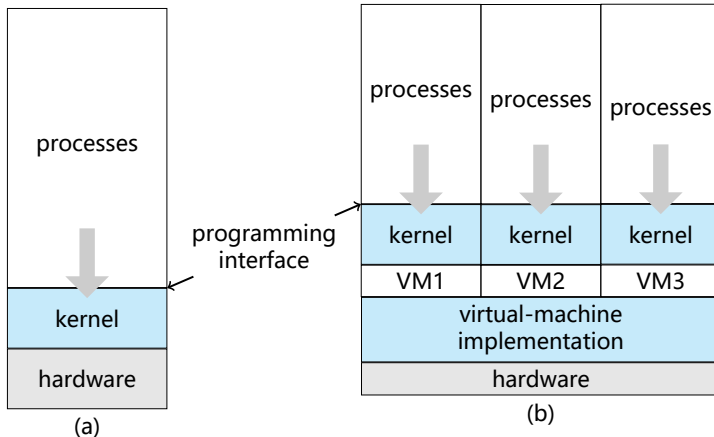 processes
kernel
hardware
(a)
programming
interface
processes
processes
processes
kernel
kernel
kernel
VM1
VM2
VM3
virtual-machine
implementation
hardware
(b)